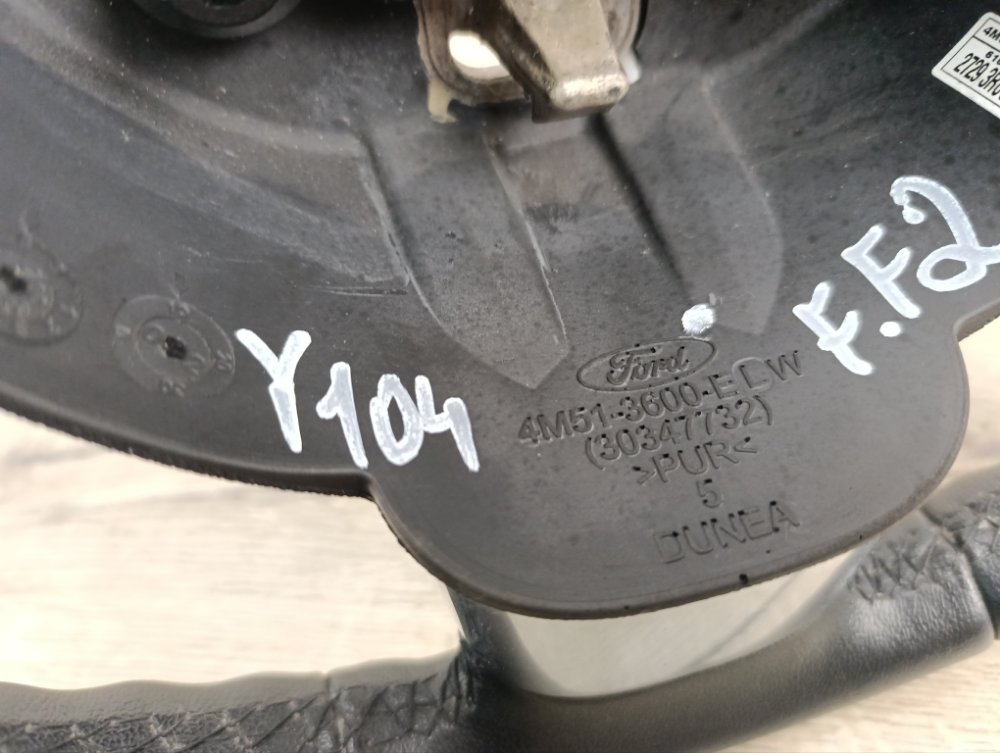 Y104
F.F2
Ford
4M51-3600-ELW
(30347732)
>PUR<
5
DUNEA